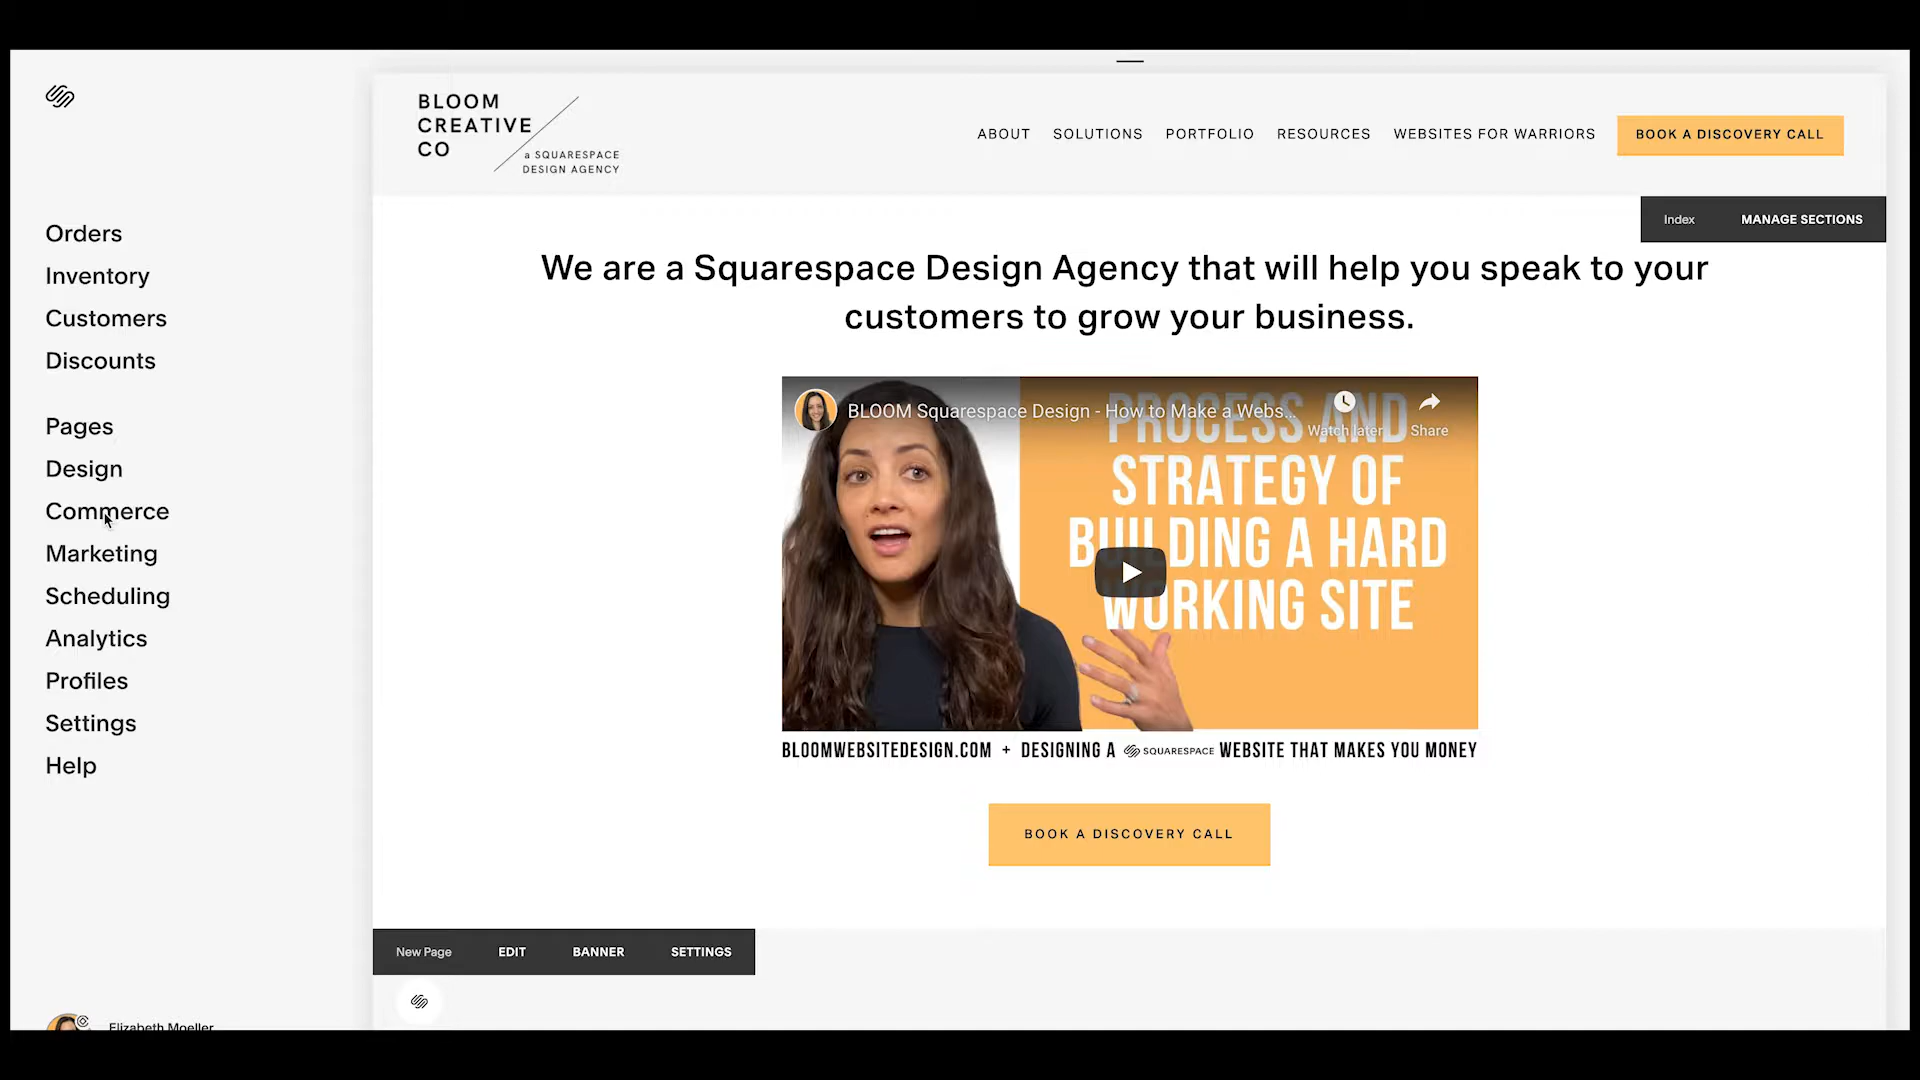 Orders
Inventory
Customers
Discounts
Pages
Design
Commerce
Marketing
Scheduling
Analytics
Profiles
Settings
Help
Elizabeth Moeller
BLOOM
CREATIVE
CO
a SQUARESPACE
DESIGN AGENCY
ABOUT SOLUTIONS PORTFOLIO RESOURCES WEBSITES FOR WARRIORS BOOK A DISCOVERY CALL
Index MANAGE SECTIONS
We are a Squarespace Design Agency that will help you speak to your
customers to grow your business.
BLOOM Squarespace Design - How to Make a Webs...
Watch later Share
PROCESS AND
STRATEGY OF
BUILDING A HARD
WORKING SITE
BLOOMWEBSITEDESIGN.COM + DESIGNING A SQUARESPACE WEBSITE THAT MAKES YOU MONEY
BOOK A DISCOVERY CALL
New Page EDIT BANNER SETTINGS